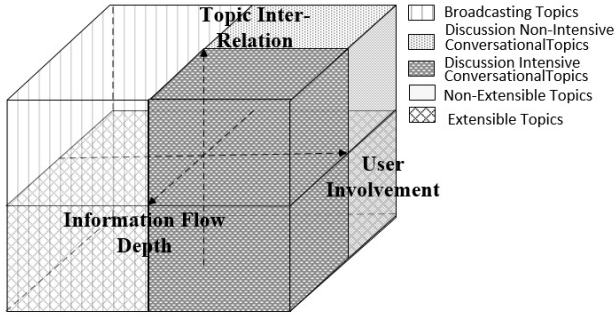 Topic Inter-
Relation
User
Involvement
Information Flow
Depth
Broadcasting Topics
Discussion Non-Intensive
ConversationalTopics
Discussion Intensive
ConversationalTopics
Non-Extensible Topics
Extensible Topics